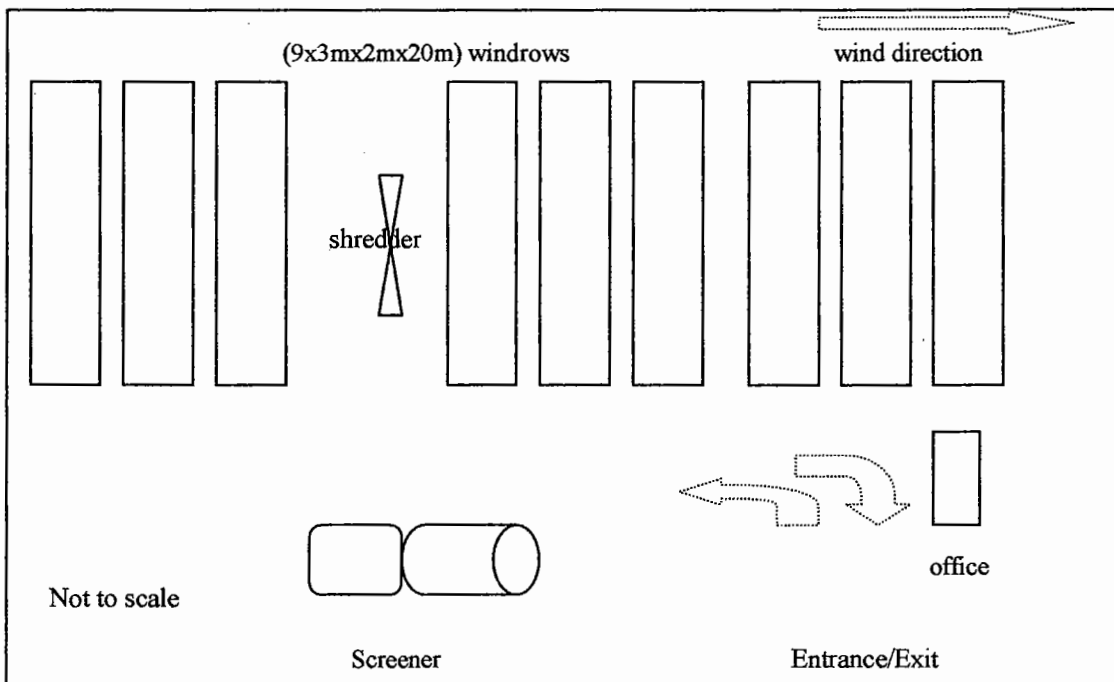 (9x3mx2mx20m) windrows
wind direction
shredder
office
Not to scale
Screener
Entrance/Exit